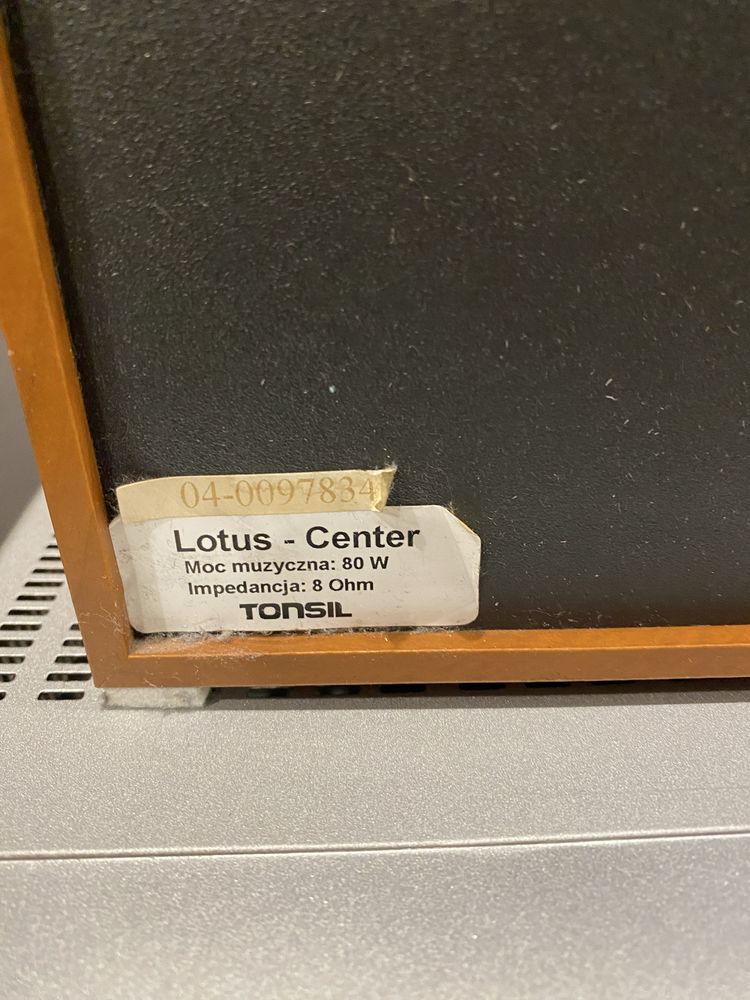 04-0097834
Lotus - Center
Moc muzyczna: 80 W
Impedancja: 8 Ohm
TONSIL